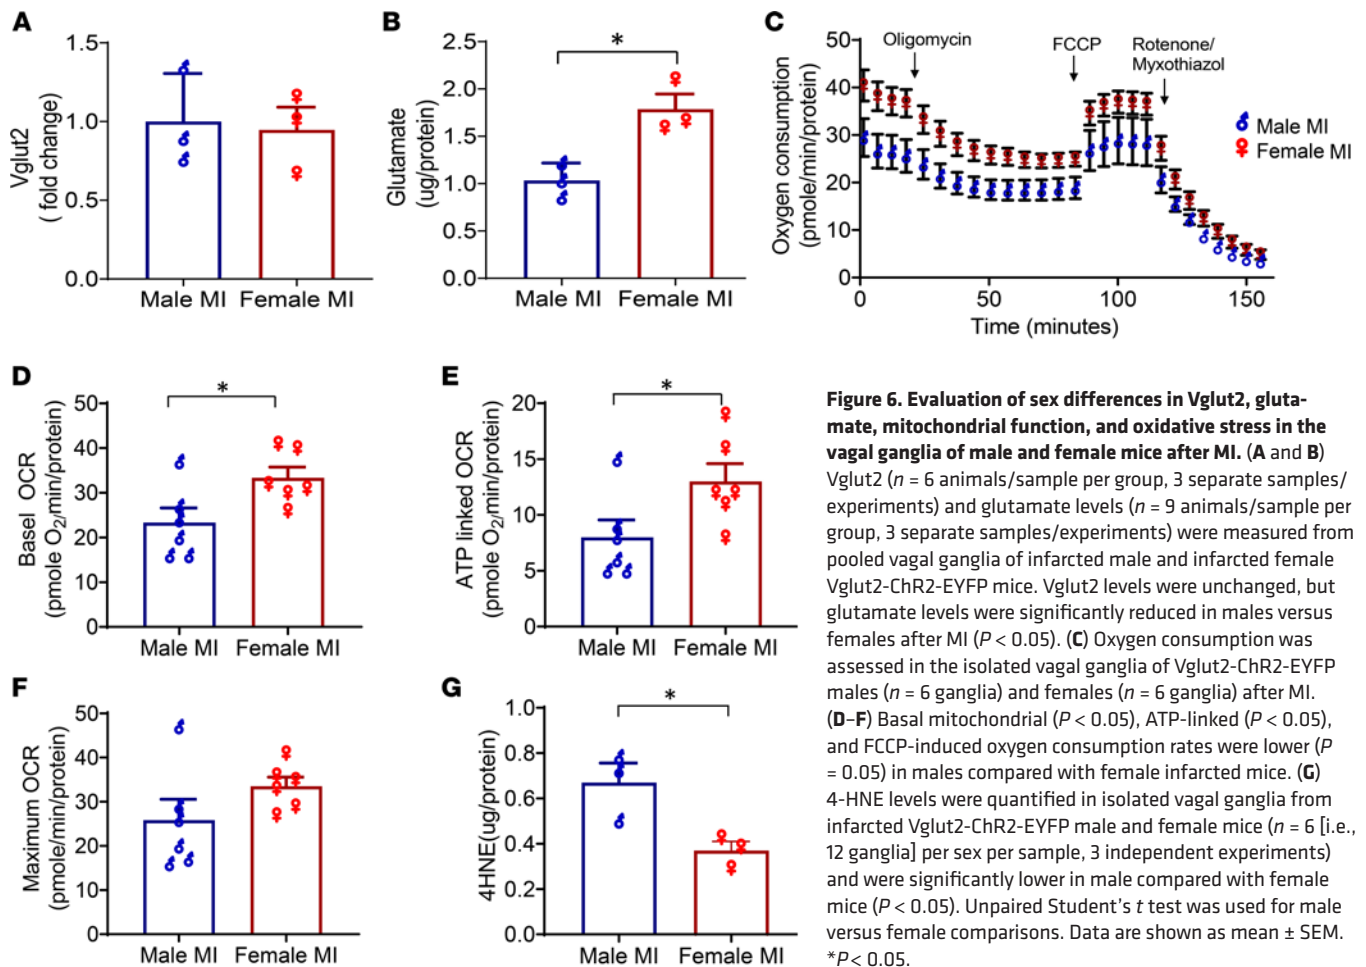 A
1.5
1.0
0.5
0.0
Vglut2
( fold change)
Male MI Female MI
B
*
2.5
2.0
1.5
1.0
0.5
0.0
Glutamate
(ug/protein)
Male MI Female MI
C
Oligomycin
FCCP
Rotenone/
Myxothiazol
40
30
20
10
0
Oxygen consumption
(pmole/min/protein)
0 50 100 150
Time (minutes)
Male MI
Female MI
D
*
50
40
30
20
10
0
Basel OCR
(pmole O2/min/protein)
Male MI Female MI
E
*
20
15
10
5
0
ATP linked OCR
(pmole O2/min/protein)
Male MI Female MI
F
50
40
30
20
10
0
Maximum OCR
(pmole/min/protein)
Male MI Female MI
G
*
1.0
0.8
0.6
0.4
0.2
0.0
4HNE(ug/protein)
Male MI Female MI
Figure 6. Evaluation of sex differences in Vglut2, gluta-
mate, mitochondrial function, and oxidative stress in the
vagal ganglia of male and female mice after MI. (A and B)
Vglut2 (n = 6 animals/sample per group, 3 separate samples/
experiments) and glutamate levels (n = 9 animals/sample per
group, 3 separate samples/experiments) were measured from
pooled vagal ganglia of infarcted male and infarcted female
Vglut2-ChR2-EYFP mice. Vglut2 levels were unchanged, but
glutamate levels were significantly reduced in males versus
females after MI (P < 0.05). (C) Oxygen consumption was
assessed in the isolated vagal ganglia of Vglut2-ChR2-EYFP
males (n = 6 ganglia) and females (n = 6 ganglia) after MI.
(D–F) Basal mitochondrial (P < 0.05), ATP-linked (P < 0.05),
and FCCP-induced oxygen consumption rates were lower (P
= 0.05) in males compared with female infarcted mice. (G)
4-HNE levels were quantified in isolated vagal ganglia from
infarcted Vglut2-ChR2-EYFP male and female mice (n = 6 [i.e.,
12 ganglia] per sex per sample, 3 independent experiments)
and were significantly lower in male compared with female
mice (P < 0.05). Unpaired Student's t test was used for male
versus female comparisons. Data are shown as mean ± SEM.
*P < 0.05.